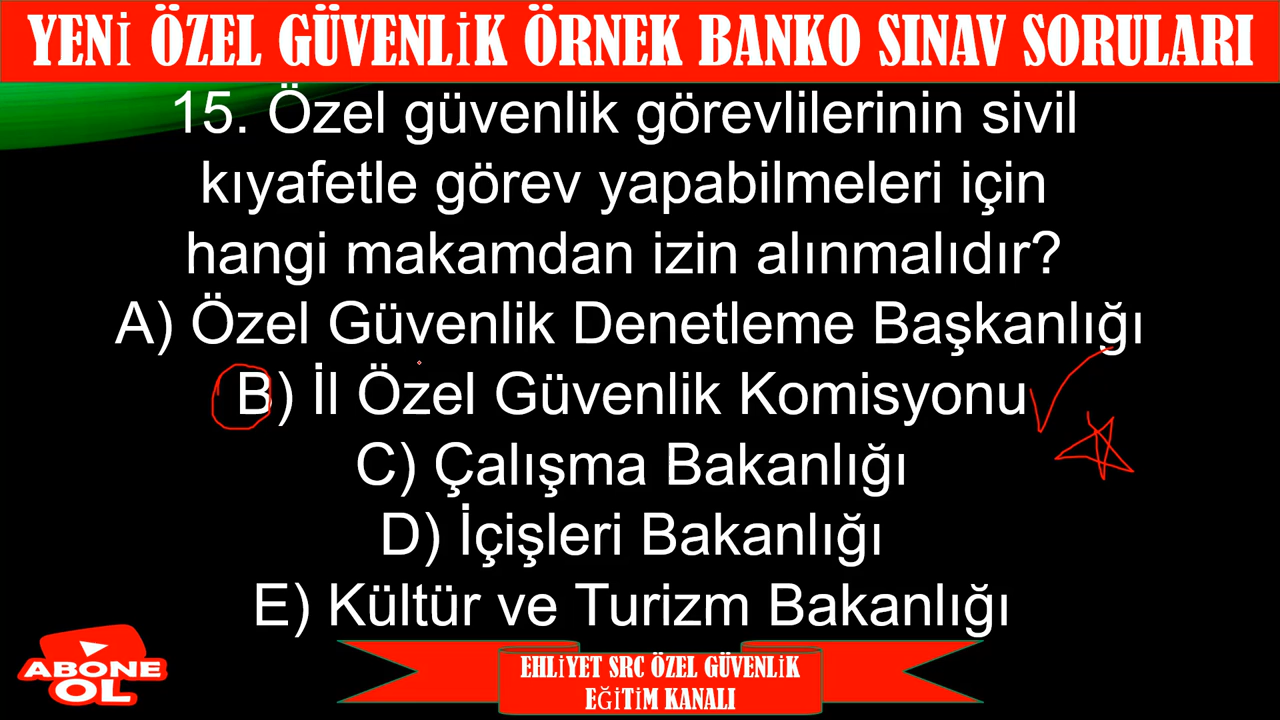 YENİ ÖZEL GÜVENLİK ÖRNEK BANKO SINAV SORULARI
15. Özel güvenlik görevlilerinin sivil
kıyafetle görev yapabilmeleri için
hangi makamdan izin alınmalıdır?
A) Özel Güvenlik Denetleme Başkanlığı
B) İl Özel Güvenlik Komisyonu
C) Çalışma Bakanlığı
D) İçişleri Bakanlığı
E) Kültür ve Turizm Bakanlığı
ABONE
OL
EHLİYET SRC ÖZEL GÜVENLİK
EĞİTİM KANALI